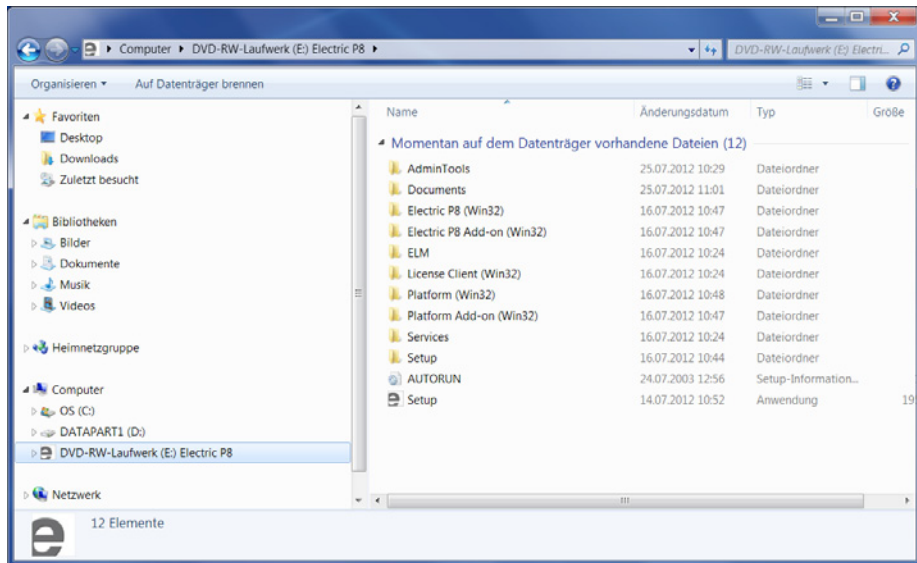 Computer DVD-RW-Laufwerk (E:) Electric P8
DVD-RW-Laufwerk (E:) Electri...
Organisieren Auf Datenträger brennen
Favoriten
Desktop
Downloads
Zuletzt besucht
Bibliotheken
Bilder
Dokumente
Musik
Videos
Heimnetzgruppe
Computer
OS (C:)
DATAPART1 (D:)
DVD-RW-Laufwerk (E:) Electric P8
Netzwerk
Name Änderungsdatum Typ Größe
Momentan auf dem Datenträger vorhandene Dateien (12)
AdminTools 25.07.2012 10:29 Dateiordner
Documents 25.07.2012 11:01 Dateiordner
Electric P8 (Win32) 16.07.2012 10:47 Dateiordner
Electric P8 Add-on (Win32) 16.07.2012 10:47 Dateiordner
ELM 16.07.2012 10:24 Dateiordner
License Client (Win32) 16.07.2012 10:24 Dateiordner
Platform (Win32) 16.07.2012 10:48 Dateiordner
Platform Add-on (Win32) 16.07.2012 10:47 Dateiordner
Services 16.07.2012 10:24 Dateiordner
Setup 16.07.2012 10:44 Dateiordner
AUTORUN 24.07.2003 12:56 Setup-Information...
Setup 14.07.2012 10:52 Anwendung 19
12 Elemente